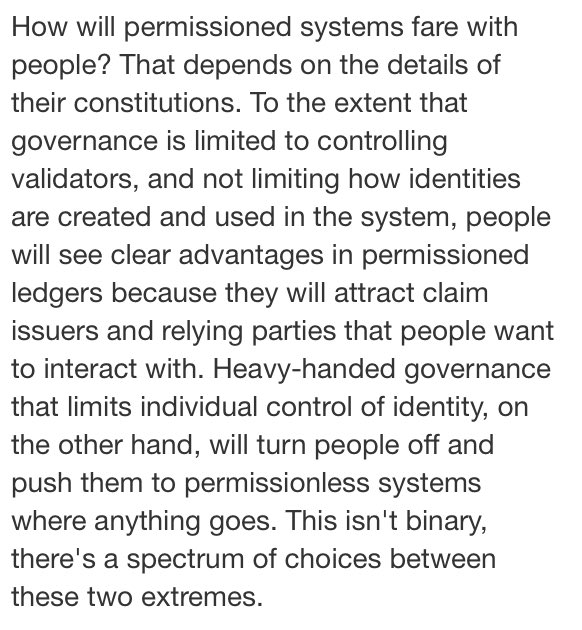 How will permissioned systems fare with
people? That depends on the details of
their constitutions. To the extent that
governance is limited to controlling
validators, and not limiting how identities
are created and used in the system, people
will see clear advantages in permissioned
ledgers because they will attract claim
issuers and relying parties that people want
to interact with. Heavy-handed governance
that limits individual control of identity, on
the other hand, will turn people off and
push them to permissionless systems
where anything goes. This isn't binary,
there's a spectrum of choices between
these two extremes.